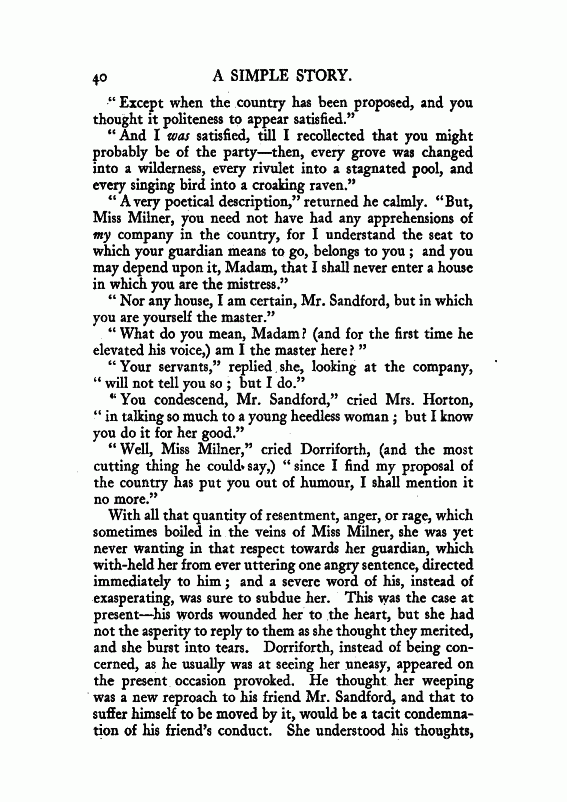 40 A SIMPLE STORY.
“ Except when the country has been proposed, and you
thought it politeness to appear satisfied.”
“ And I was satisfied, till I recollected that you might
probably be of the party—then, every grove was changed
into a wilderness, every rivulet into a stagnated pool, and
every singing bird into a croaking raven.”
“ A very poetical description,” returned he calmly. “But,
Miss Milner, you need not have had any apprehensions of
my company in the country, for I understand the seat to
which your guardian means to go, belongs to you ; and you
may depend upon it, Madam, that I shall never enter a house
in which you are the mistress.”
“ Nor any house, I am certain, Mr. Sandford, but in which
you are yourself the master.”
“ What do you mean, Madam? (and for the first time he
elevated his voice,) am I the master here? ”
“ Your servants,” replied she, looking at the company,
“ will not tell you so ; but I do.”
“ You condescend, Mr. Sandford,” cried Mrs. Horton,
“ in talking so much to a young heedless woman ; but I know
you do it for her good.”
“ Well, Miss Milner,” cried Dorriforth, (and the most
cutting thing he could say,) “ since I find my proposal of
the country has put you out of humour, I shall mention it
no more.”
With all that quantity of resentment, anger, or rage, which
sometimes boiled in the veins of Miss Milner, she was yet
never wanting in that respect towards her guardian, which
with-held her from ever uttering one angry sentence, directed
immediately to him ; and a severe word of his, instead of
exasperating, was sure to subdue her. This was the case at
present—his words wounded her to the heart, but she had
not the asperity to reply to them as she thought they merited,
and she burst into tears. Dorriforth, instead of being con-
cerned, as he usually was at seeing her uneasy, appeared on
the present occasion provoked. He thought her weeping
was a new reproach to his friend Mr. Sandford, and that to
suffer himself to be moved by it, would be a tacit condemna-
tion of his friend’s conduct. She understood his thoughts,